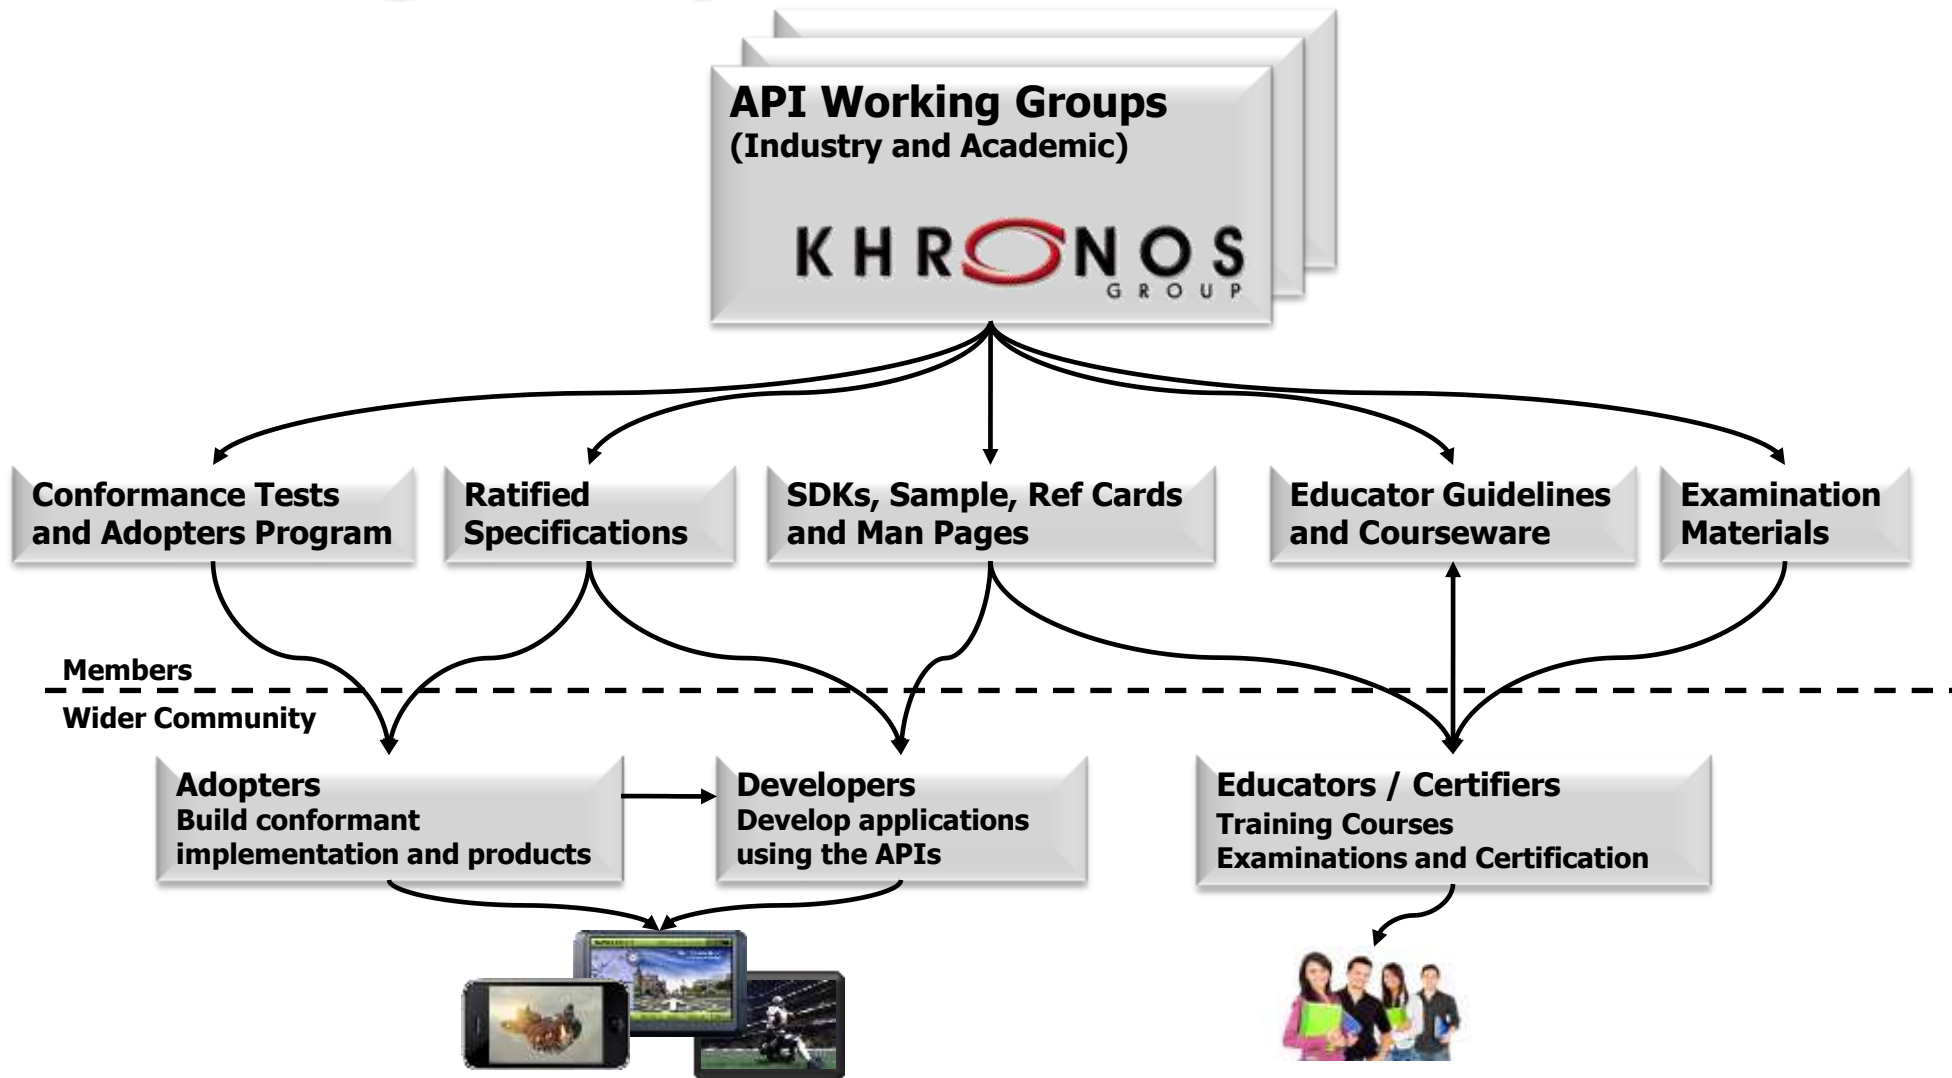 API Working Groups
(Industry and Academic)
KHRONOS
GROUP
Conformance Tests
and Adopters Program
Ratified
Specifications
SDKs, Sample, Ref Cards
and Man Pages
Educator Guidelines
and Courseware
Examination
Materials
Members
Wider Community
Adopters
Build conformant
implementation and products
Developers
Develop applications
using the APIs
Educators / Certifiers
Training Courses
Examinations and Certification